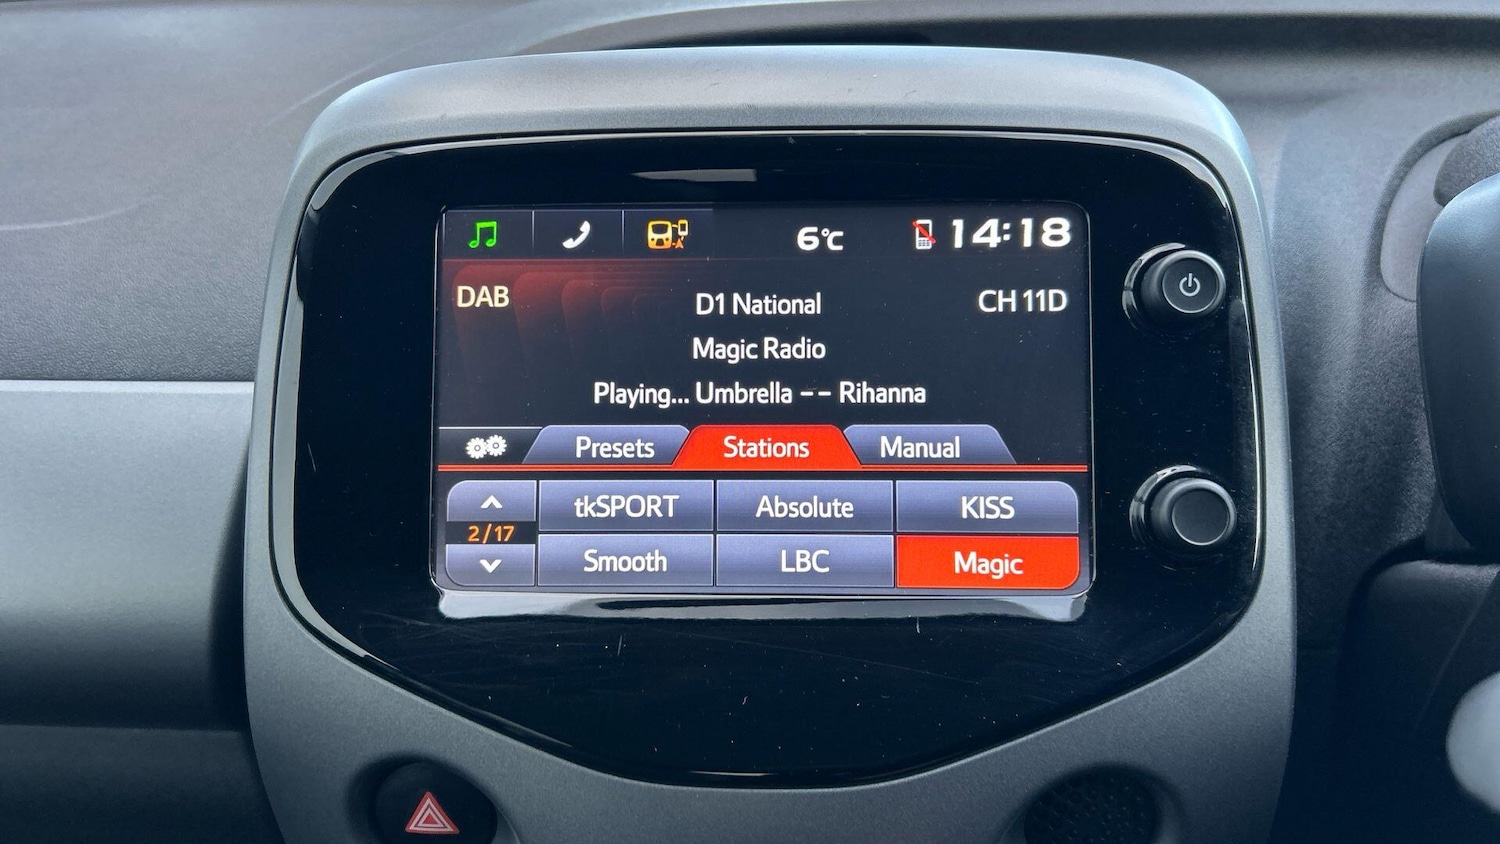 6°C 14:18
DAB D1 National CH 11D
Magic Radio
Playing... Umbrella -- Rihanna
Presets Stations Manual
tkSPORT Absolute KISS
2/17
Smooth LBC Magic